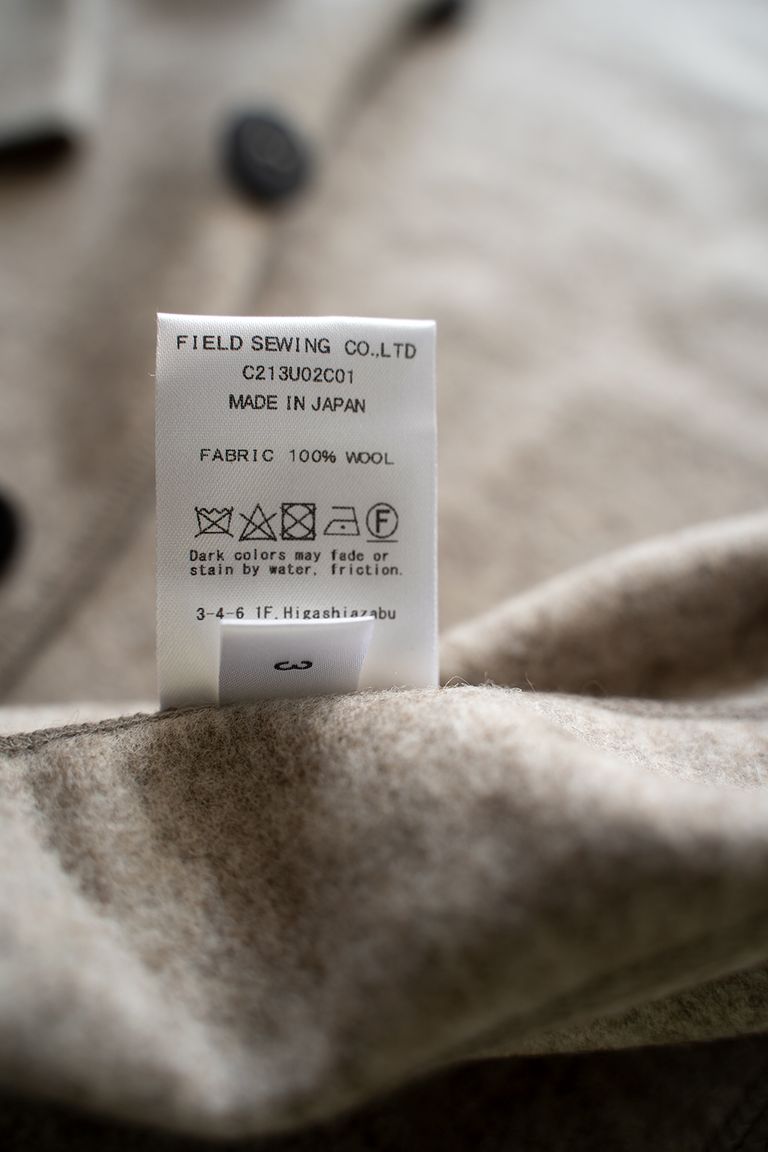 FIELD SEWING CO.,LTD
C213U02C01
MADE IN JAPAN
FABRIC 100% WOOL
F
Dark colors may fade or
stain by water, friction.
3-4-6 1F,Higashiazabu
3